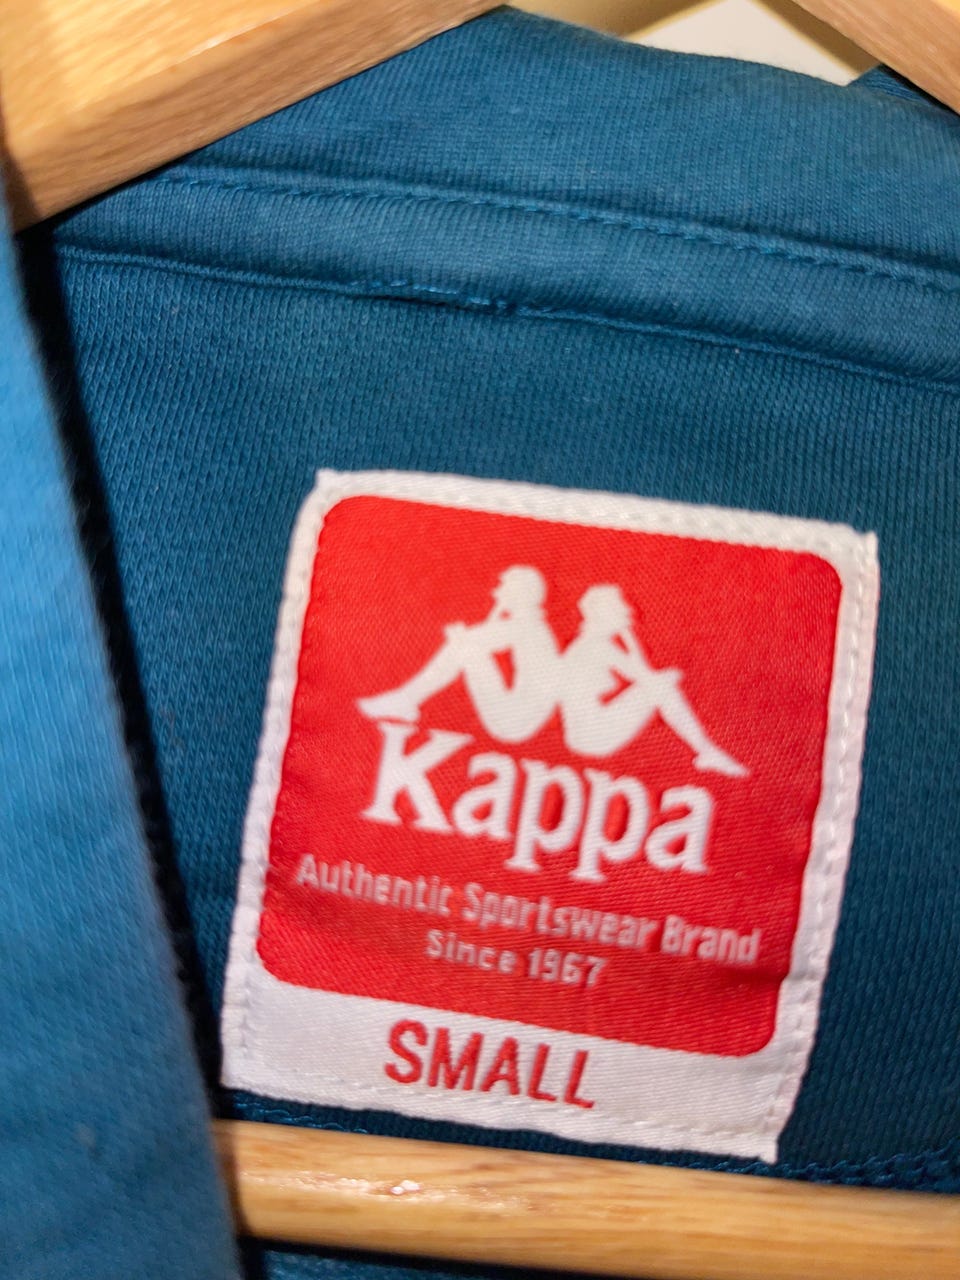 Kappa
Authentic Sportswear Brand
Since 1967
SMALL